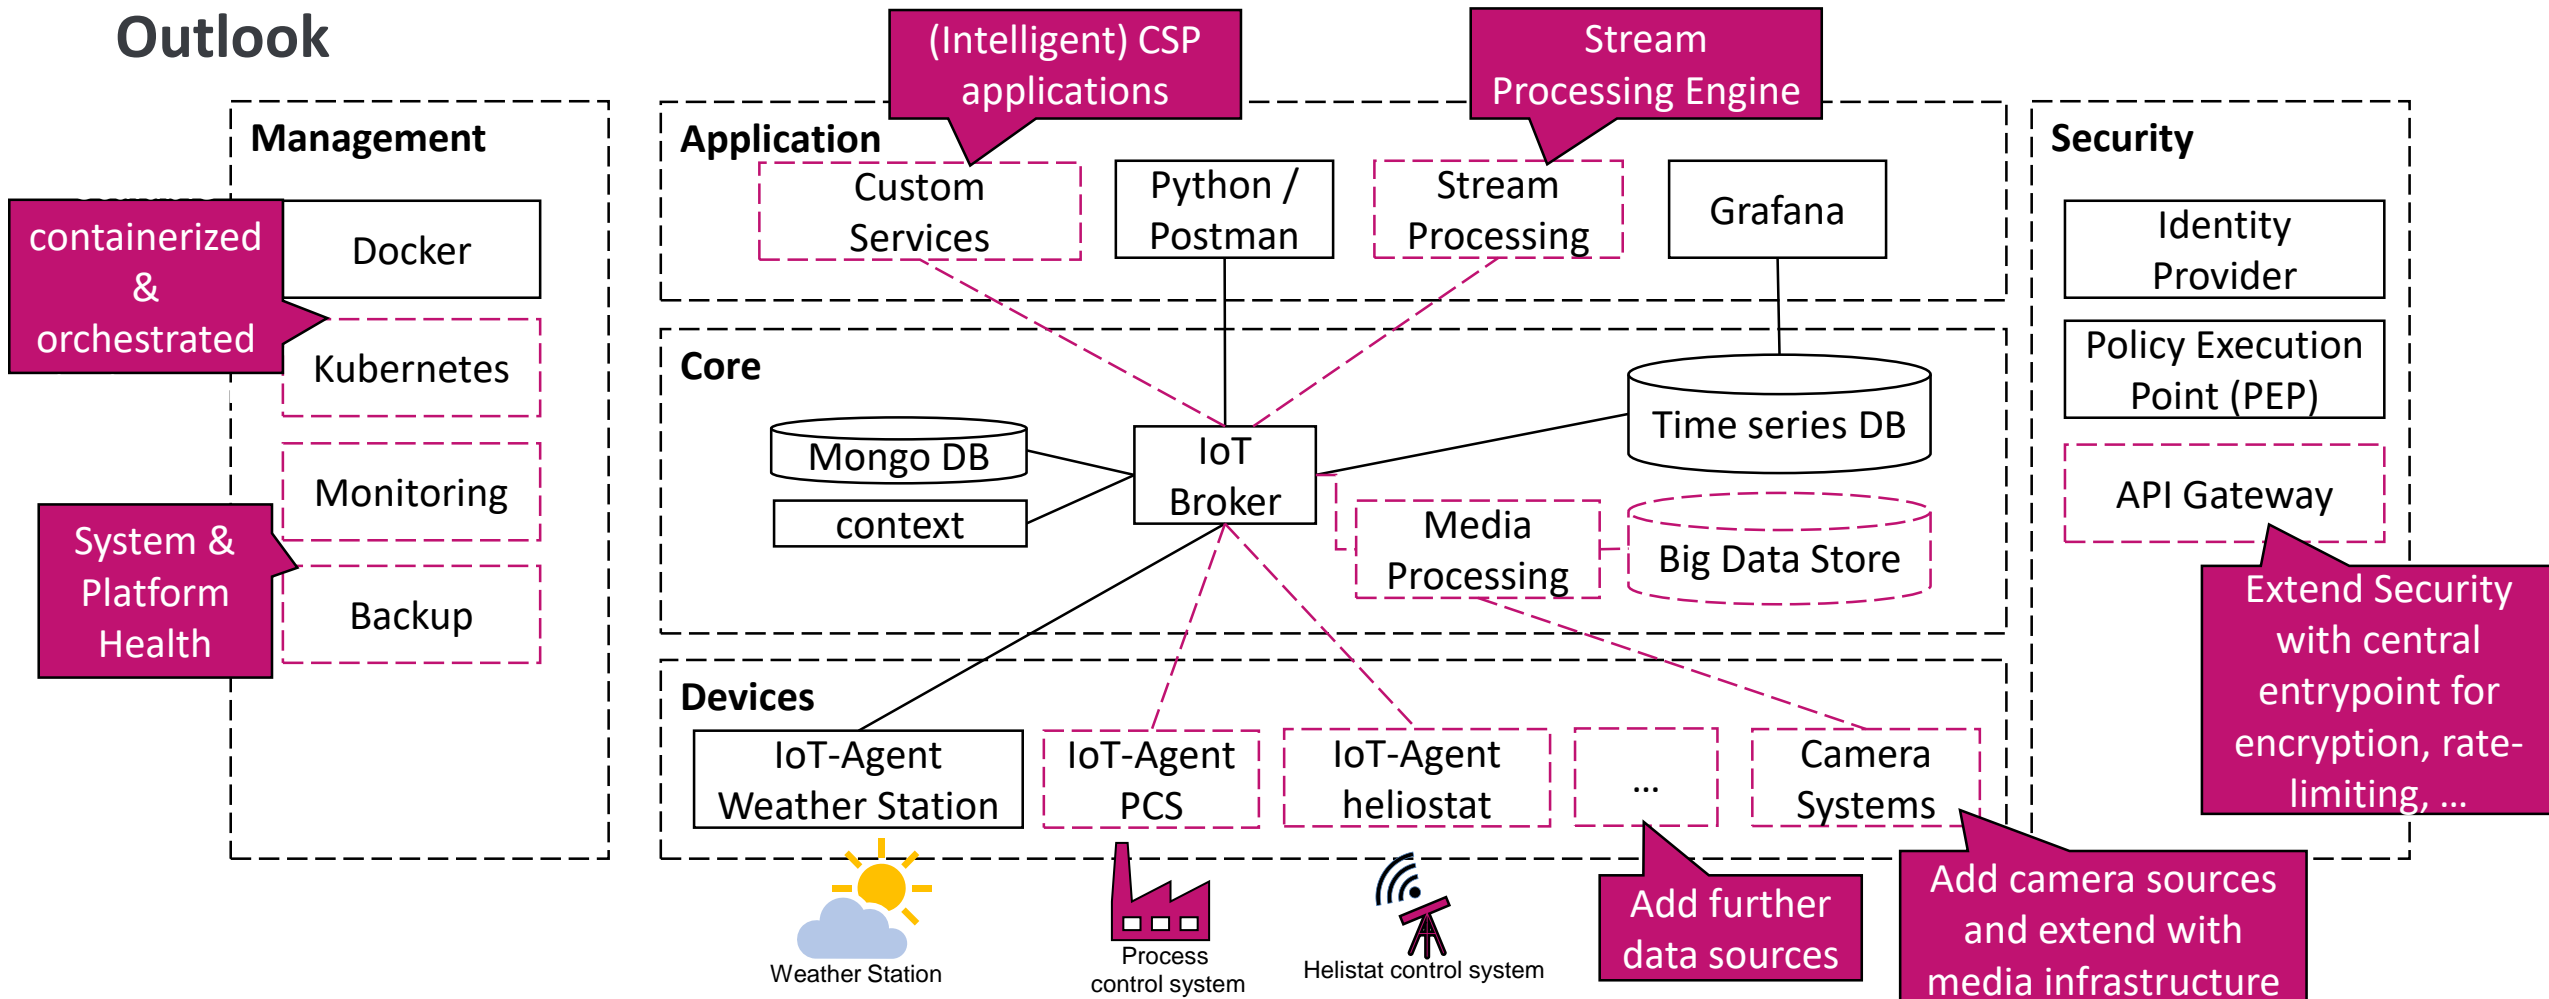 Outlook
(Intelligent) CSP
applications
Stream
Processing Engine
Management
containerized
&
orchestrated
Docker
Kubernetes
Monitoring
System &
Platform
Health
Backup
Application
Custom
Services
Python /
Postman
Stream
Processing
Grafana
Core
Mongo DB
context
IoT
Broker
Time series DB
Media
Processing
Big Data Store
Devices
IoT-Agent
Weather Station
IoT-Agent
PCS
IoT-Agent
heliostat
...
Camera
Systems
Weather Station
Process
control system
Helistat control system
Add further
data sources
Add camera sources
and extend with
media infrastructure
Security
Identity
Provider
Policy Execution
Point (PEP)
API Gateway
Extend Security
with central
entrypoint for
encryption, rate-
limiting, ...